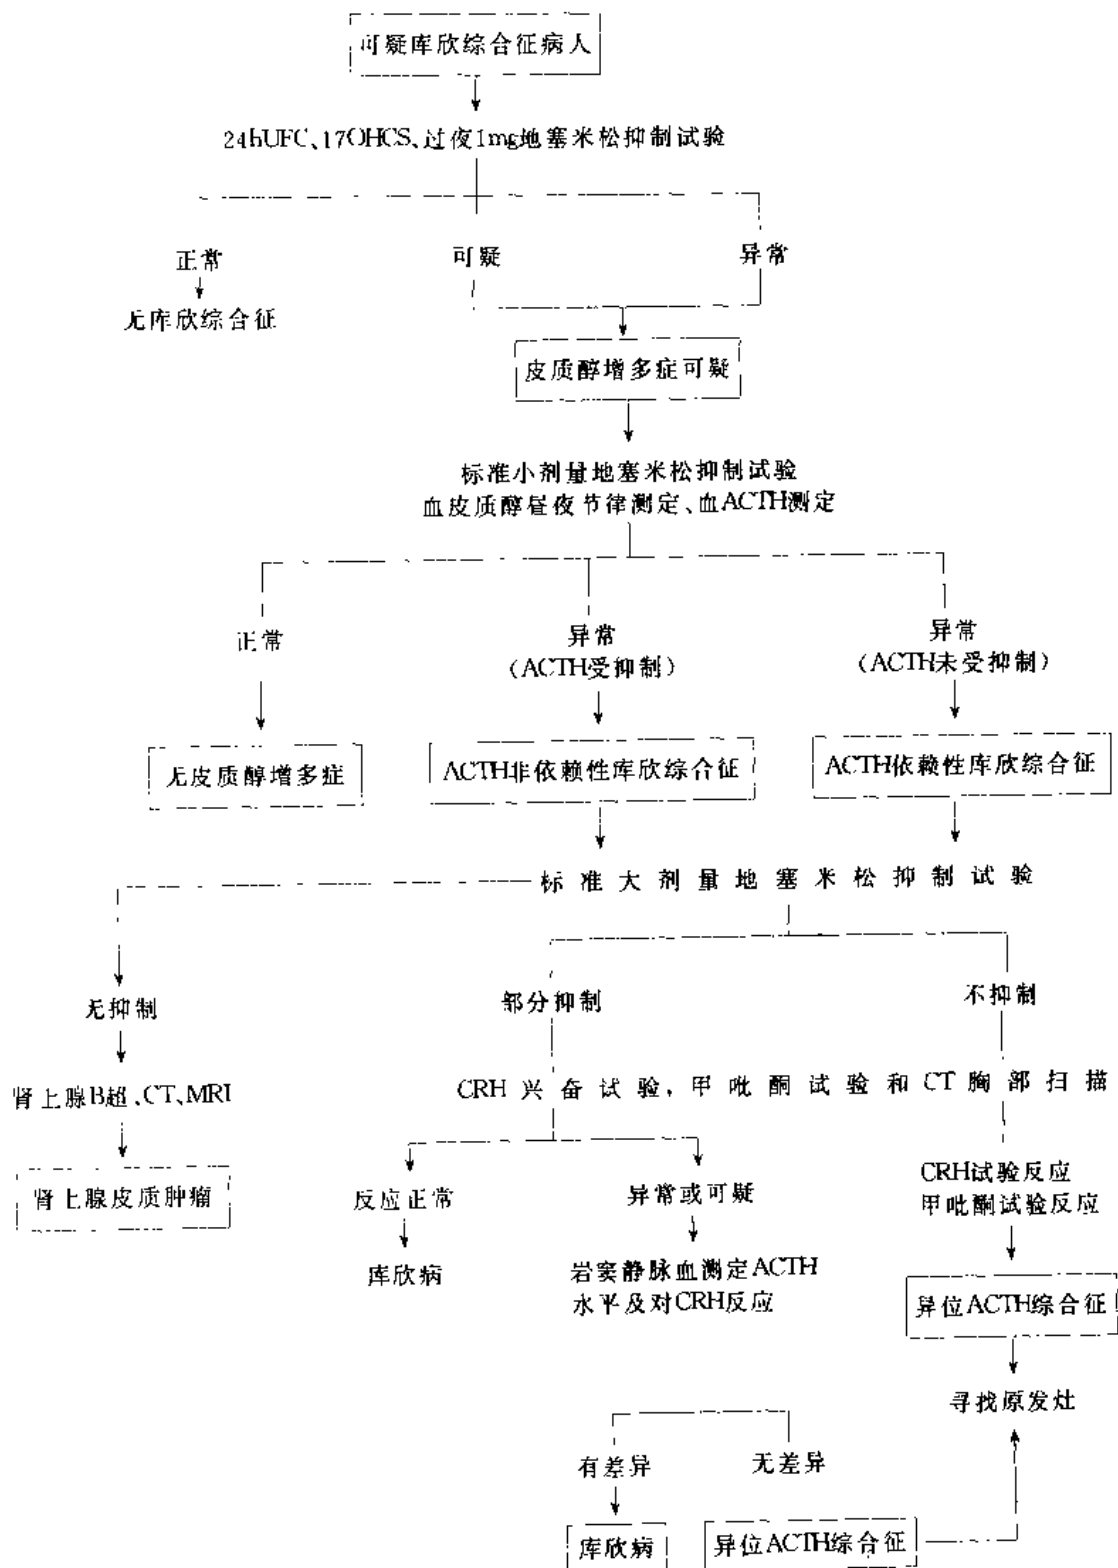 可疑库欣综合征病人
24hUFC、17OHCS、过夜1mg地塞米松抑制试验
正常
可疑
异常
无库欣综合征
皮质醇增多症可疑
标准小剂量地塞米松抑制试验
血皮质醇昼夜节律测定、血ACTH测定
正常
异常
(ACTH受抑制)
异常
(ACTH未受抑制)
无皮质醇增多症
ACTH非依赖性库欣综合征
ACTH依赖性库欣综合征
标准大剂量地塞米松抑制试验
无抑制
部分抑制
不抑制
肾上腺B超、CT、MRI
CRH兴奋试验,甲吡酮试验和CT胸部扫描
肾上腺皮质肿瘤
反应正常
异常或可疑
CRH试验反应
甲吡酮试验反应
库欣病
岩窦静脉血测定ACTH
水平及对CRH反应
异位ACTH综合征
寻找原发灶
有差异
无差异
库欣病
异位ACTH综合征